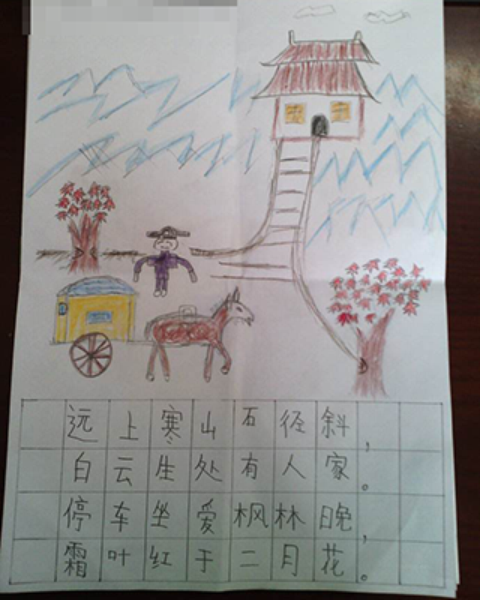 远上寒山石径斜，
白云生处有人家。
停车坐爱枫林晚，
霜叶红于二月花。